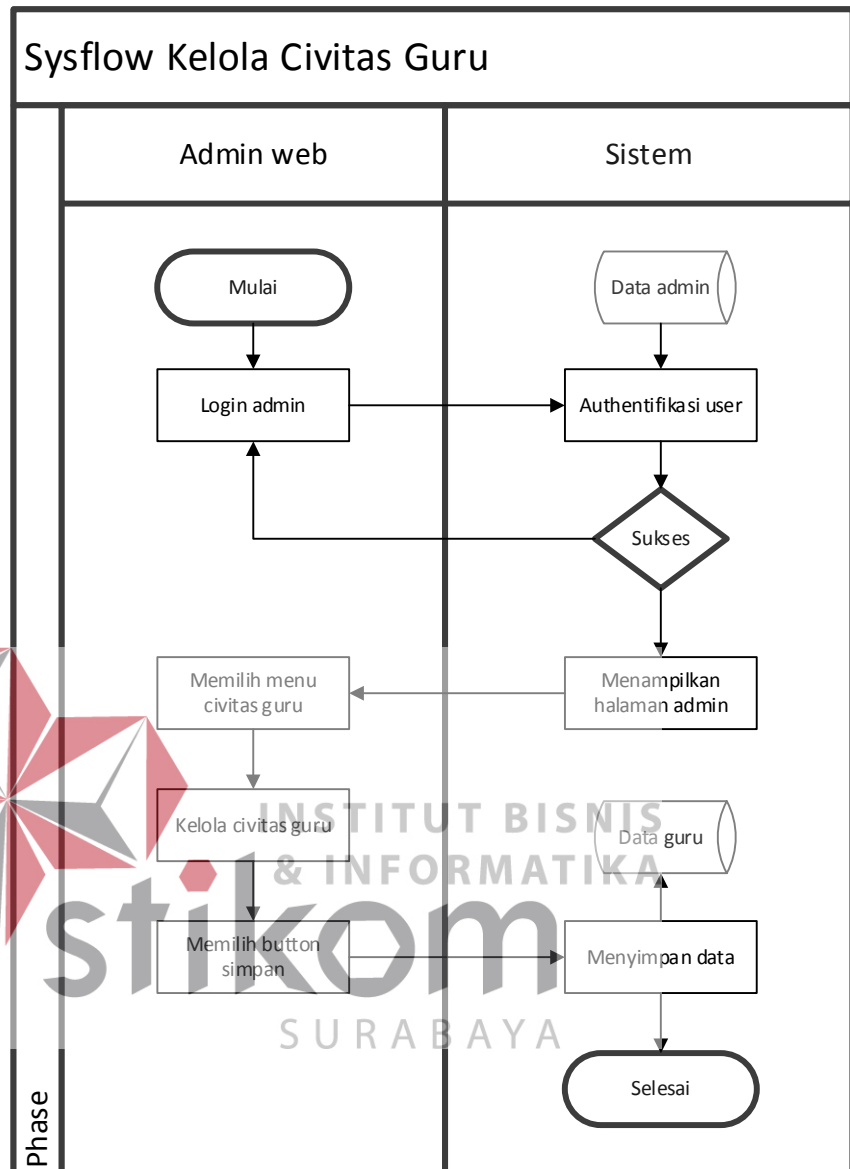 Sysflow Kelola Civitas Guru
Admin web
Sistem
Mulai
Data admin
Login admin
Authentifikasi user
Sukses
Memilih menu
civitas guru
Menampilkan
halaman admin
Kelola civitas guru
Data guru
Memilih button
simpan
Menyimpan data
Selesai
Phase
INSTITUT BISNIS
& INFORMATIKA
stikom
SURABAYA